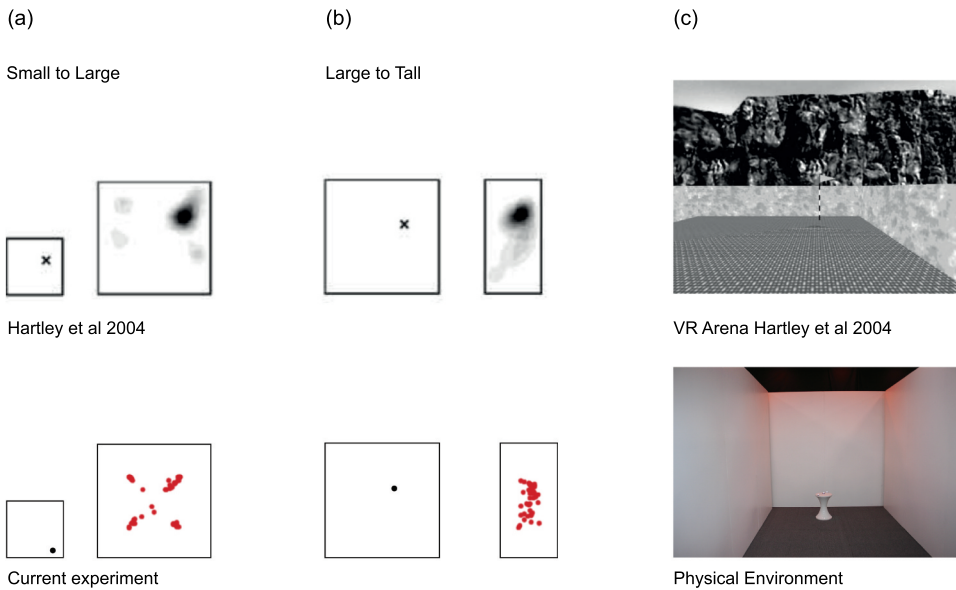 (a)
(b)
(c)
Small to Large
Large to Tall
Hartley et al 2004
VR Arena Hartley et al 2004
Current experiment
Physical Environment